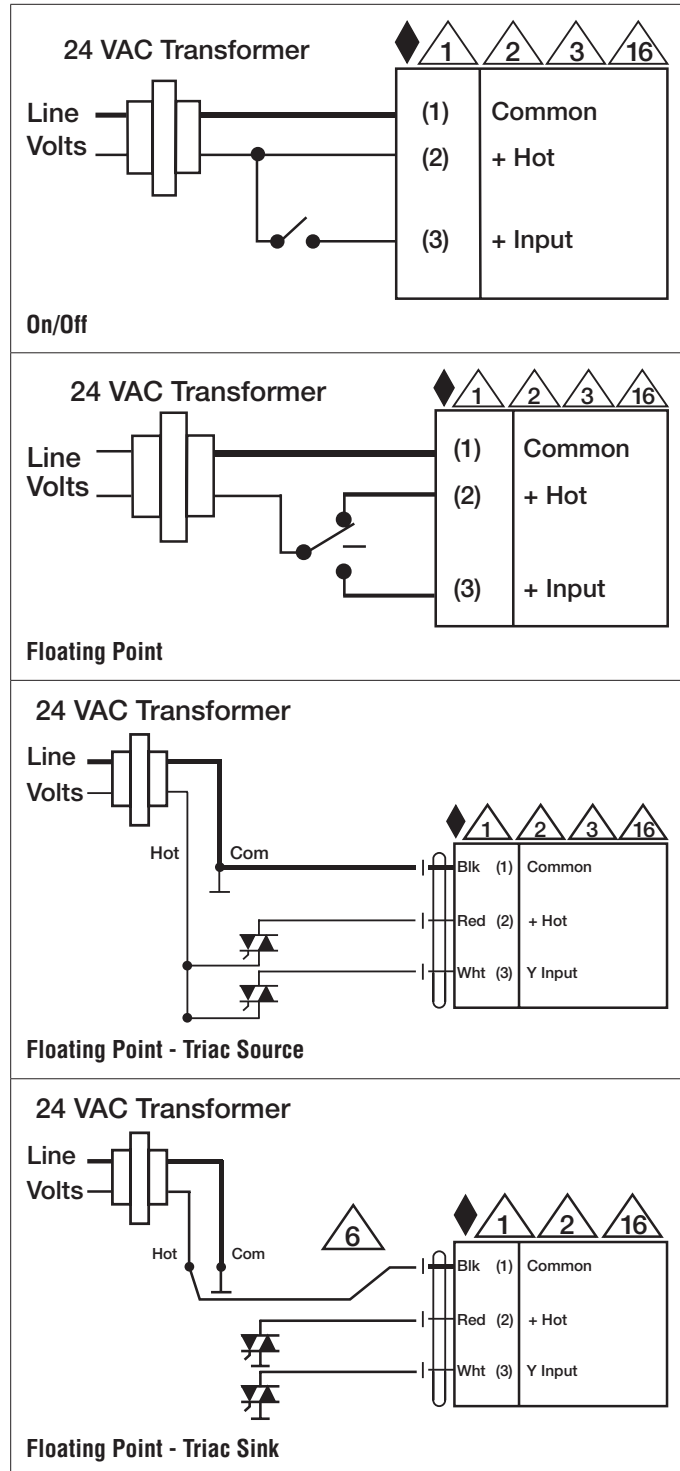 24 VAC Transformer
1 2 3 16
Line
Volts
(1) Common
(2) + Hot
(3) + Input
On/Off
24 VAC Transformer
1 2 3 16
Line
Volts
(1) Common
(2) + Hot
(3) + Input
Floating Point
24 VAC Transformer
Line
Volts
1 2 3 16
Hot Com
Blk (1) Common
Red (2) + Hot
Wht (3) Y Input
Floating Point - Triac Source
24 VAC Transformer
Line
Volts
6
1 2 16
Hot Com
Blk (1) Common
Red (2) + Hot
Wht (3) Y Input
Floating Point - Triac Sink